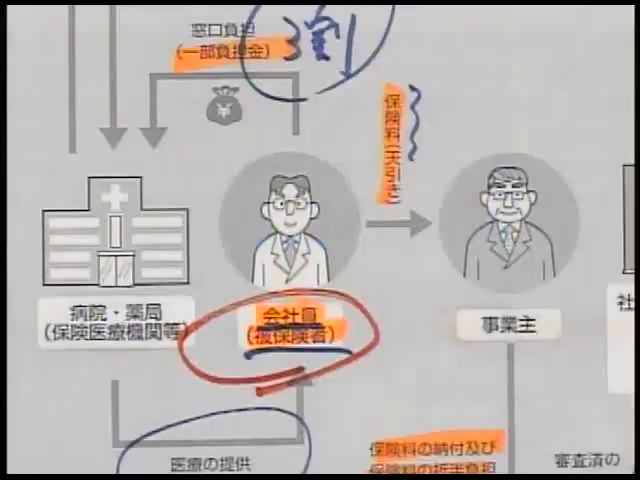 窓口負担
(一部負担金)
3割
保険料(天引き)
¥
病院・薬局
(保険医療機関等)
会社員
(被保険者)
事業主
社
医療の提供
保険料の納付及び
保険料の折半負担
審査済の